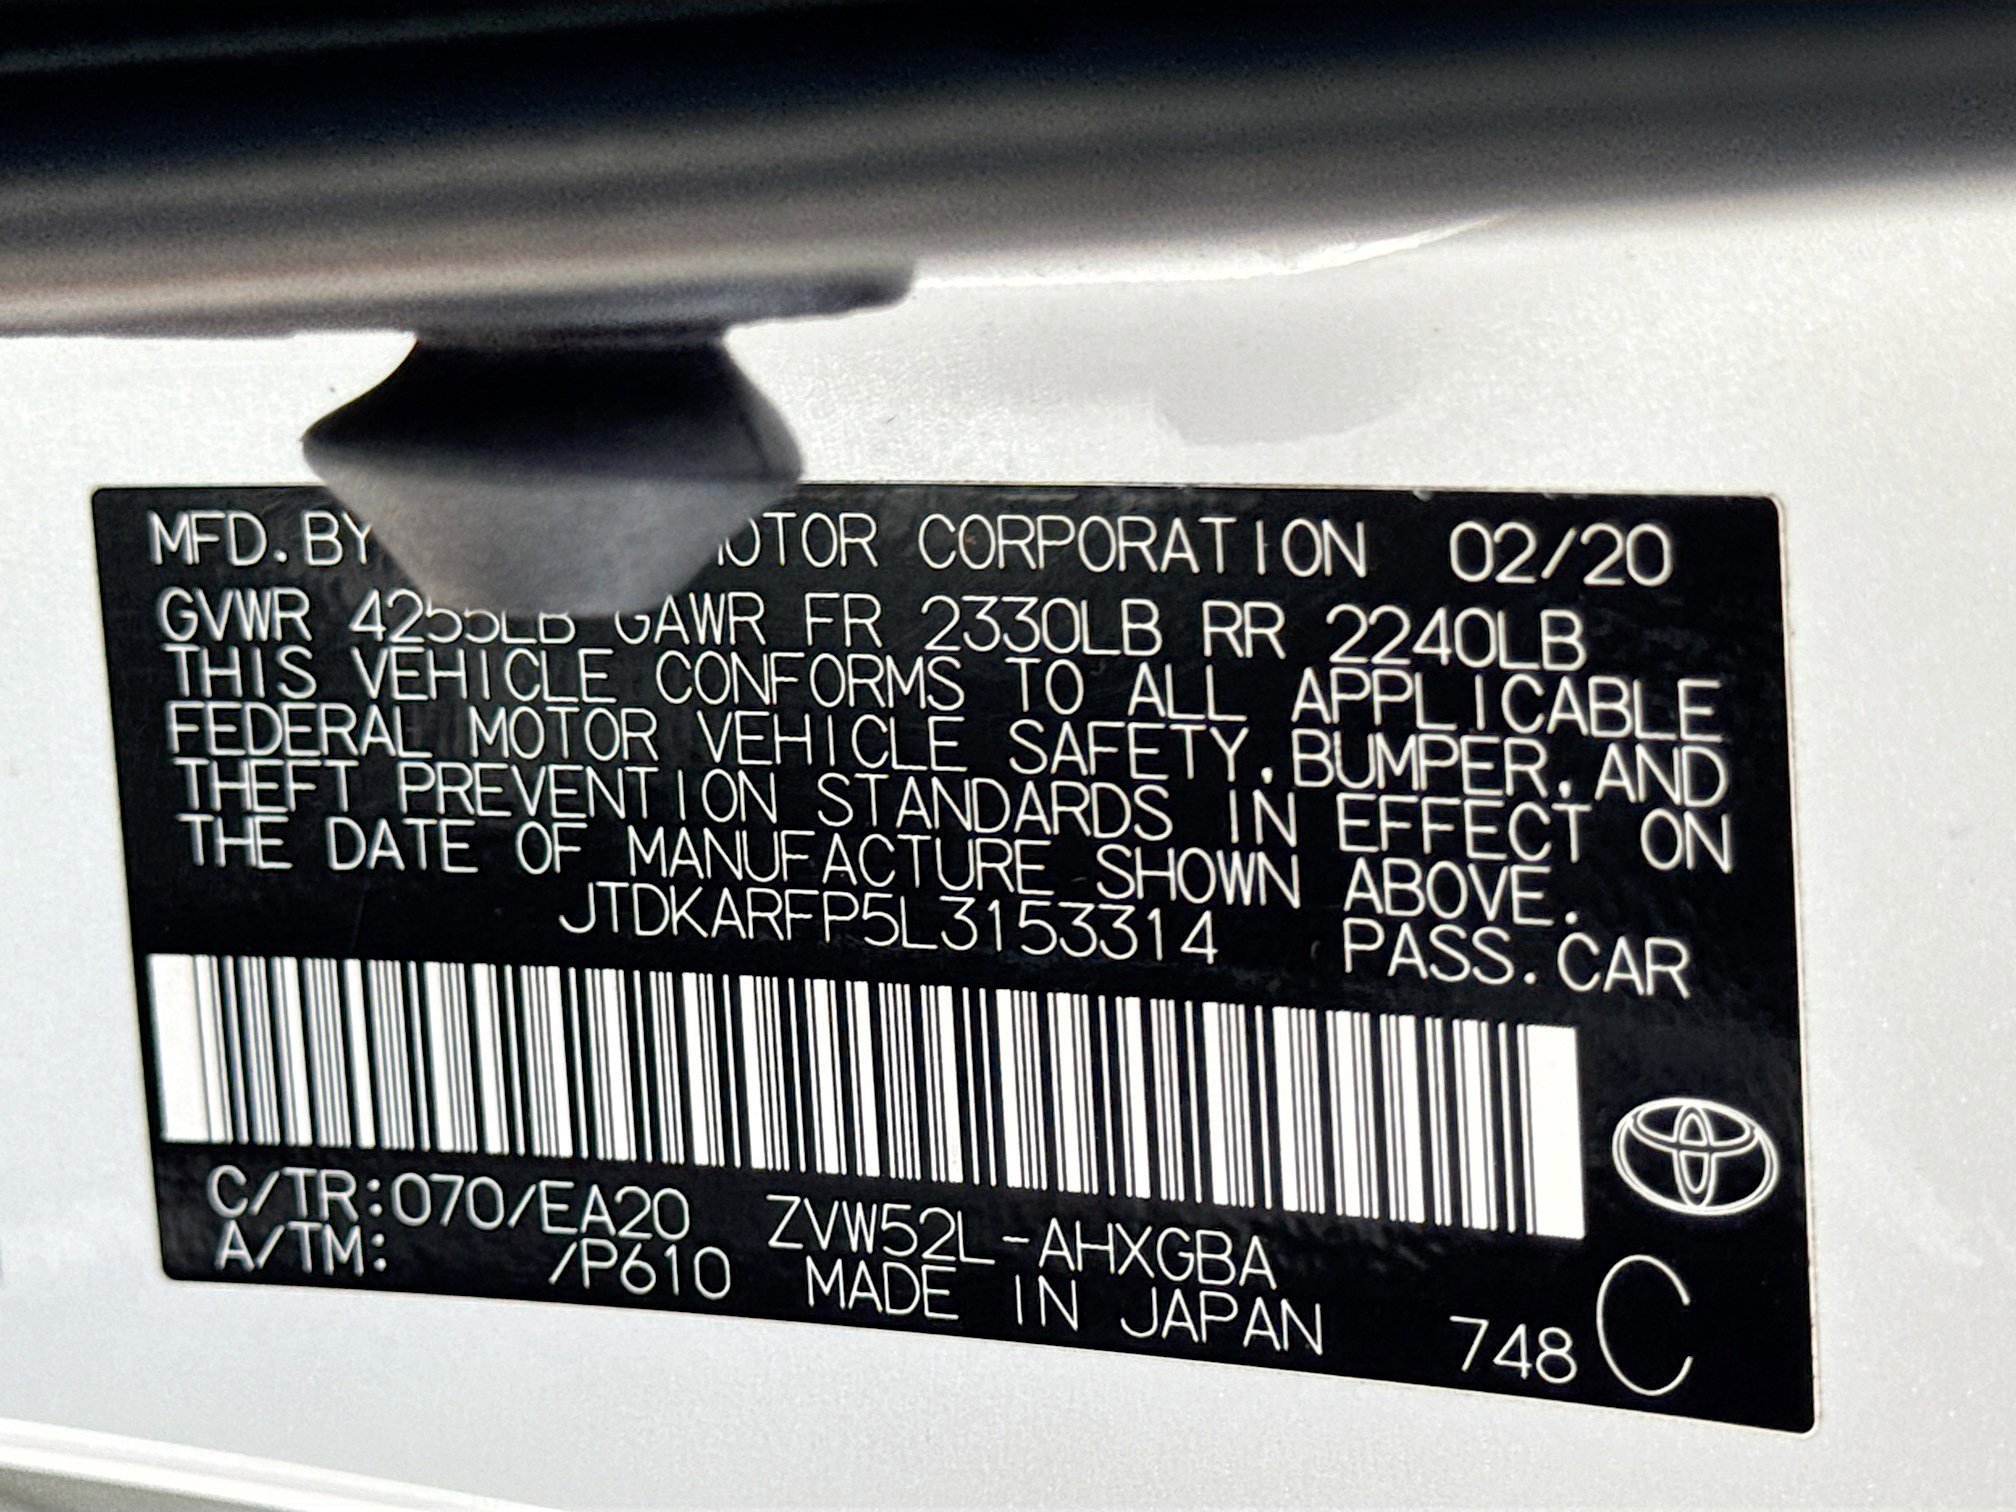 MFD. BY MOTOR CORPORATION 02/20
GVWR 4255LB GAWR FR 2330LB RR 2240LB
THIS VEHICLE CONFORMS TO ALL APPLICABLE
FEDERAL MOTOR VEHICLE SAFETY, BUMPER, AND
THEFT PREVENTION STANDARDS IN EFFECT ON
THE DATE OF MANUFACTURE SHOWN ABOVE.
JTDKARFP5L3153314 PASS. CAR
C/TR:070/EA20 ZVW52L-AHXGBA
A/TM: /P610 MADE IN JAPAN 748 C